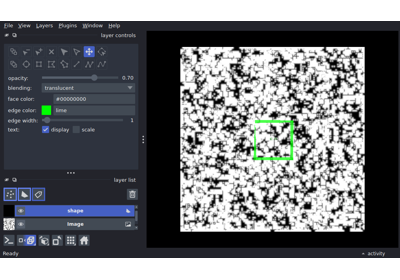 File View Layers Plugins Window Help
layer controls
opacity: 0.70
blending: translucent
face color: #00000000
edge color: lime
edge width: 1
text: display scale
layer list
shape
Image
Ready activity